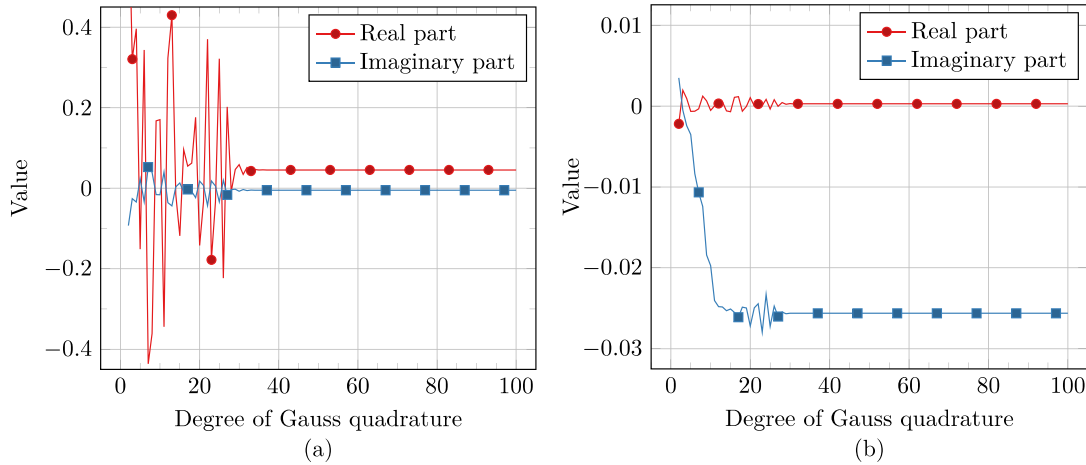 Real part
Imaginary part
0.4
0.2
0
−0.2
−0.4
Value
0 20 40 60 80 100
Degree of Gauss quadrature
(a)
Real part
Imaginary part
0.01
0
−0.01
−0.02
−0.03
Value
0 20 40 60 80 100
Degree of Gauss quadrature
(b)